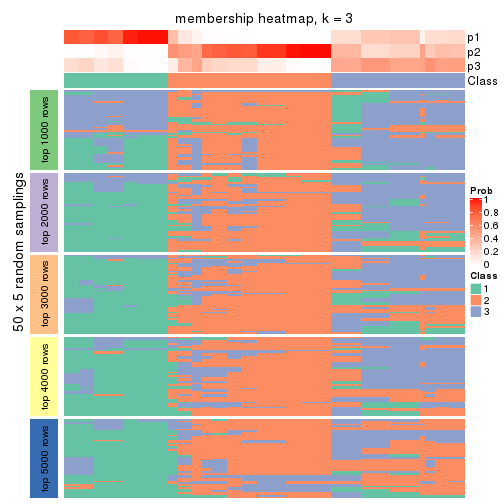 membership heatmap, k = 3
p1
p2
p3
Class
50 x 5 random samplings
top 1000 rows
top 2000 rows
top 3000 rows
top 4000 rows
top 5000 rows
Prob
1
0.8
0.6
0.4
0.2
0
Class
1
2
3